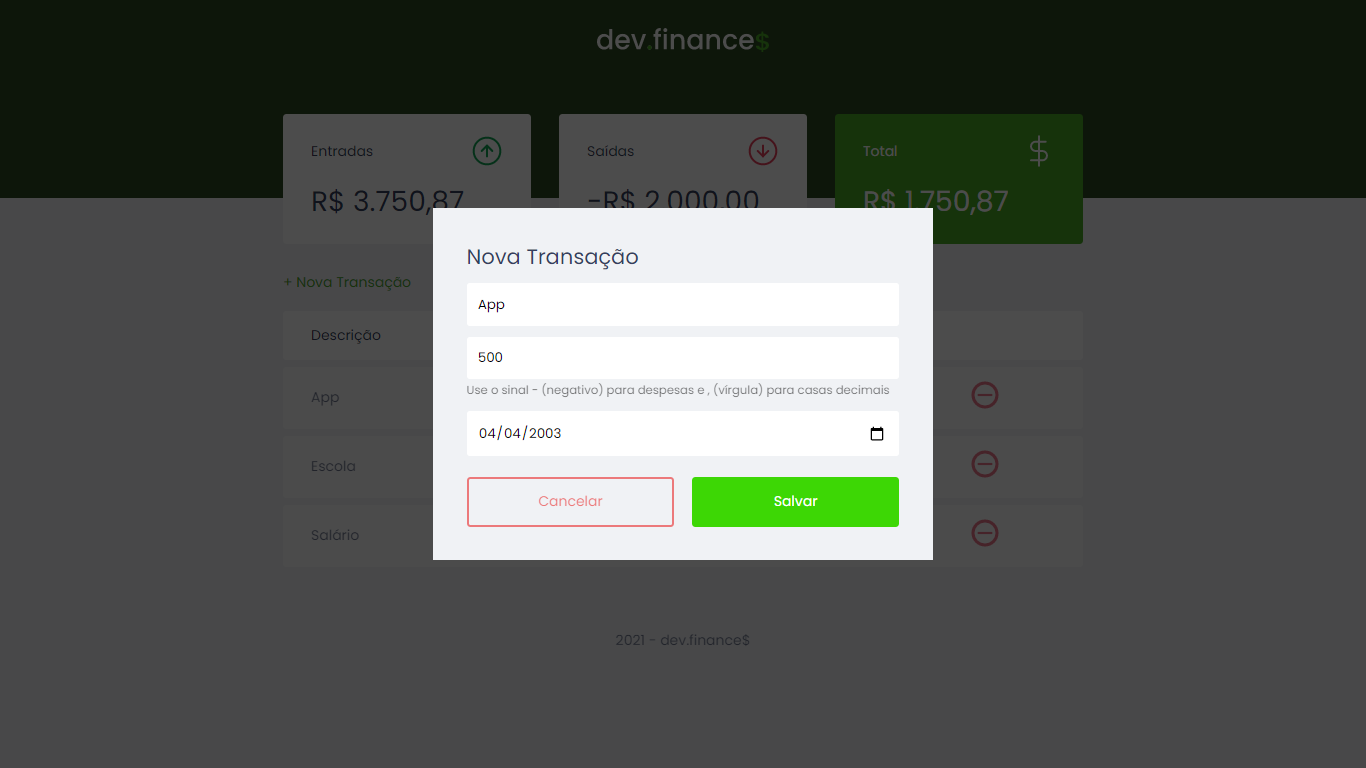 dev.finance$
Entradas
Saídas
Total
R$ 3.750,87
-R$ 2.000,00
R$ 1.750,87
Nova Transação
+ Nova Transação
App
Descrição
500
Use o sinal - (negativo) para despesas e , (vírgula) para casas decimais
App
04/04/2003
Escola
Cancelar
Salvar
Salário
2021 - dev.finance$